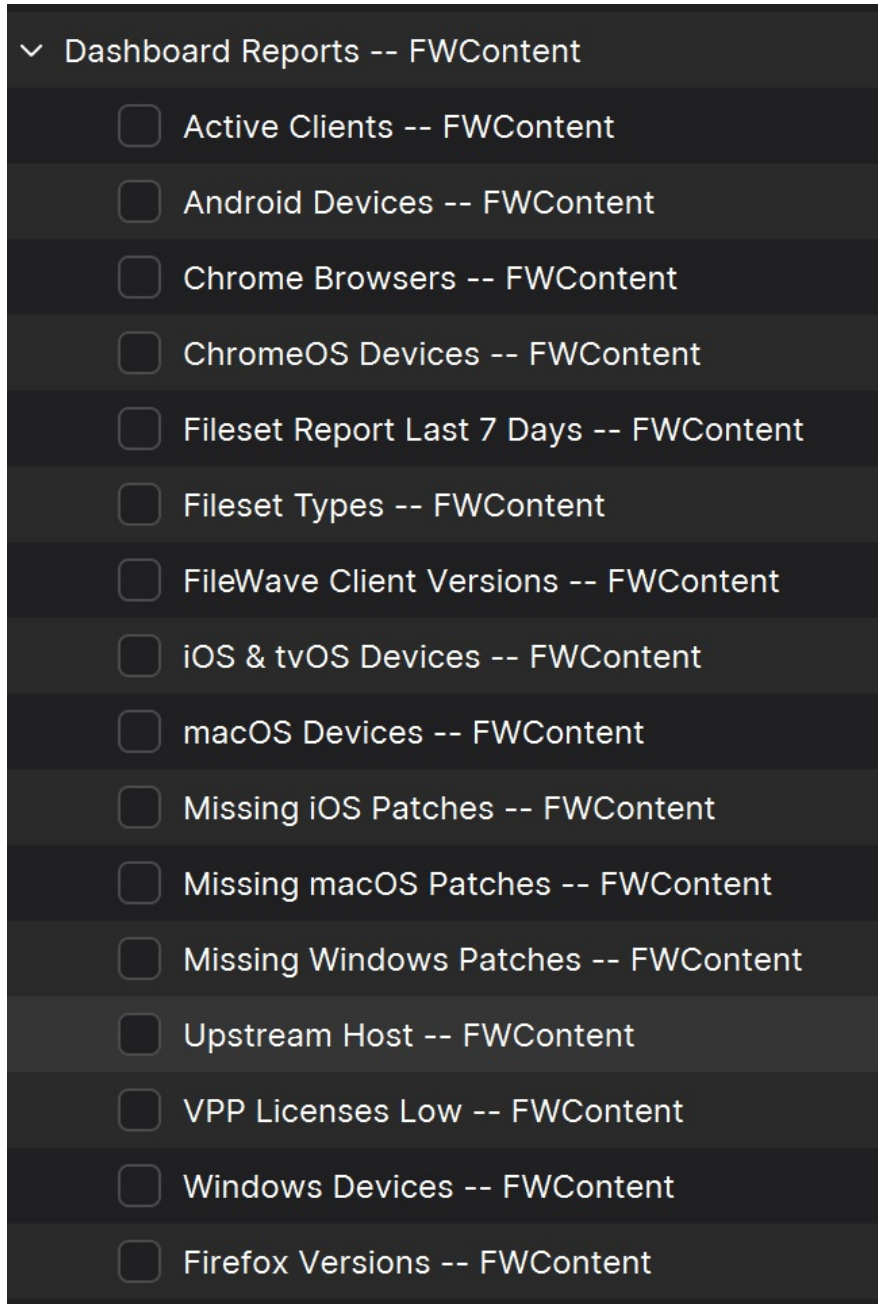 Dashboard Reports -- FWContent
Active Clients -- FWContent
Android Devices -- FWContent
Chrome Browsers -- FWContent
ChromeOS Devices -- FWContent
Fileset Report Last 7 Days -- FWContent
Fileset Types -- FWContent
FileWave Client Versions -- FWContent
iOS & tvOS Devices -- FWContent
macOS Devices -- FWContent
Missing iOS Patches -- FWContent
Missing macOS Patches -- FWContent
Missing Windows Patches -- FWContent
Upstream Host -- FWContent
VPP Licenses Low -- FWContent
Windows Devices -- FWContent
Firefox Versions -- FWContent